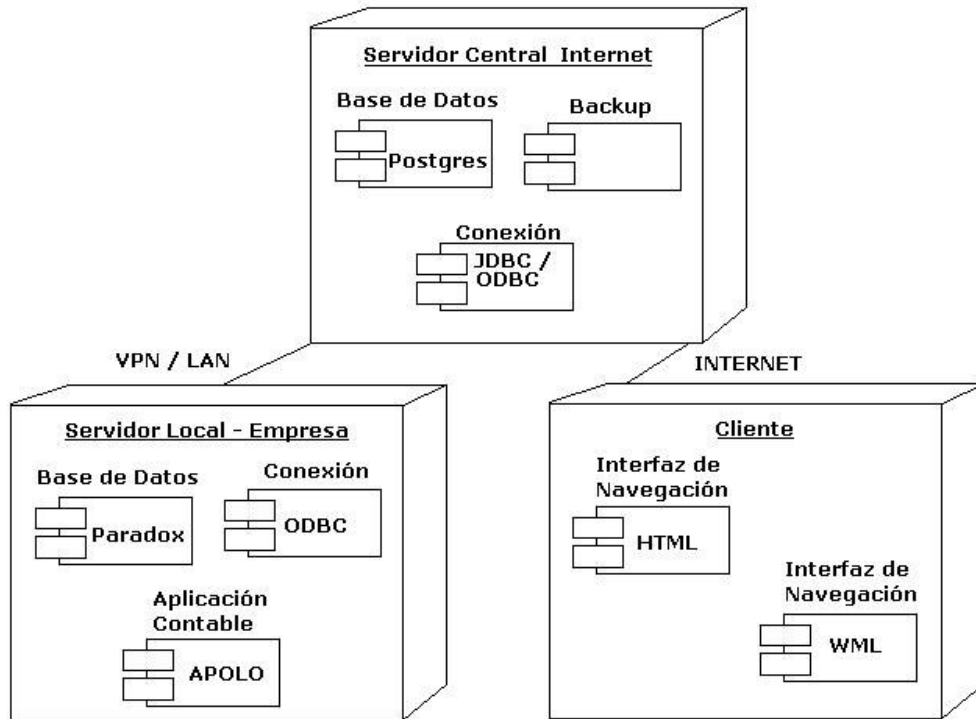 Servidor Central Internet
Base de Datos
Postgres
Backup
Conexión
JDBC /
ODBC
VPN / LAN
INTERNET
Servidor Local - Empresa
Base de Datos
Paradox
Conexión
ODBC
Aplicación
Contable
APOLO
Cliente
Interfaz de
Navegación
HTML
Interfaz de
Navegación
WML